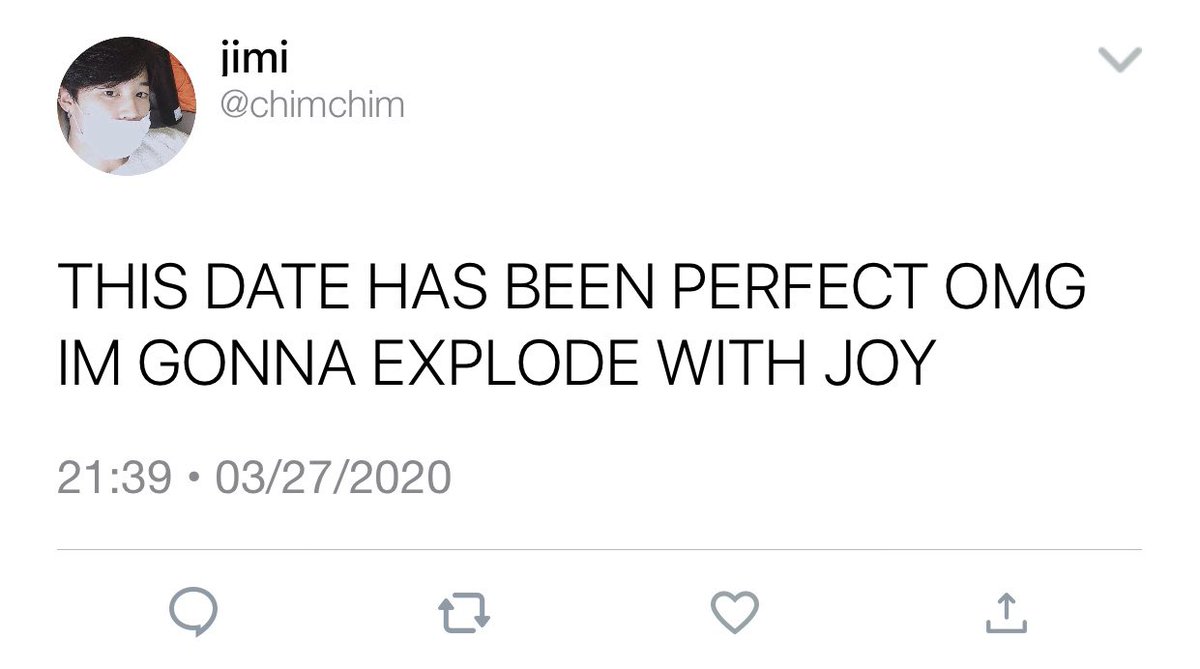 jimi
@chimchim
THIS DATE HAS BEEN PERFECT OMG
IM GONNA EXPLODE WITH JOY
21:39 • 03/27/2020